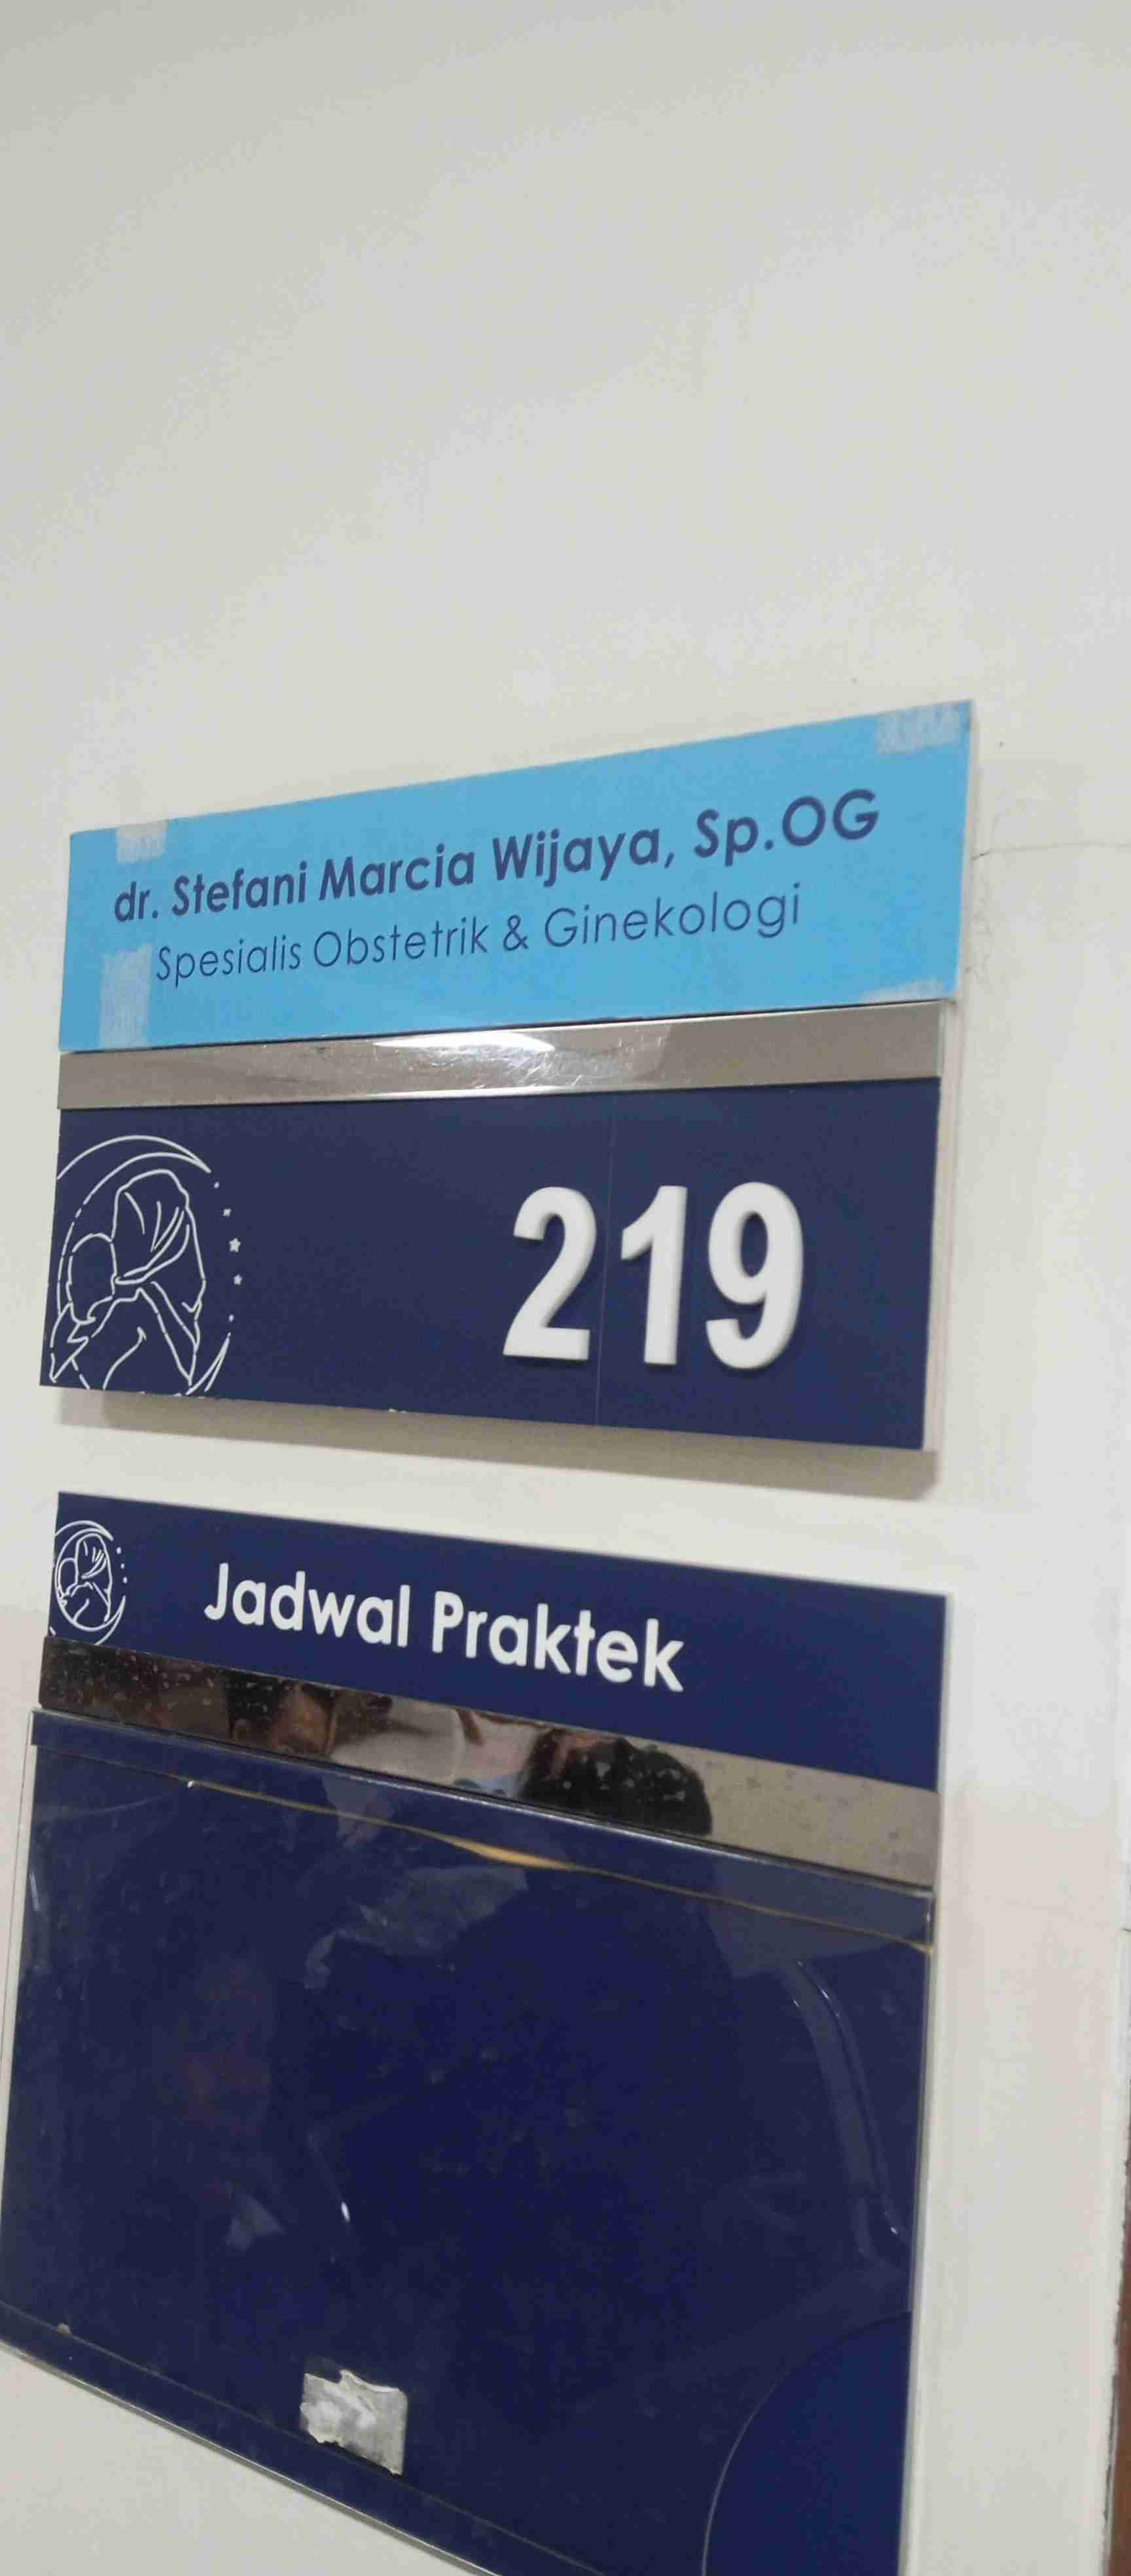 dr. Stefani Marcia Wijaya, Sp.OG
Spesialis Obstetrik & Ginekologi
219
Jadwal Praktek